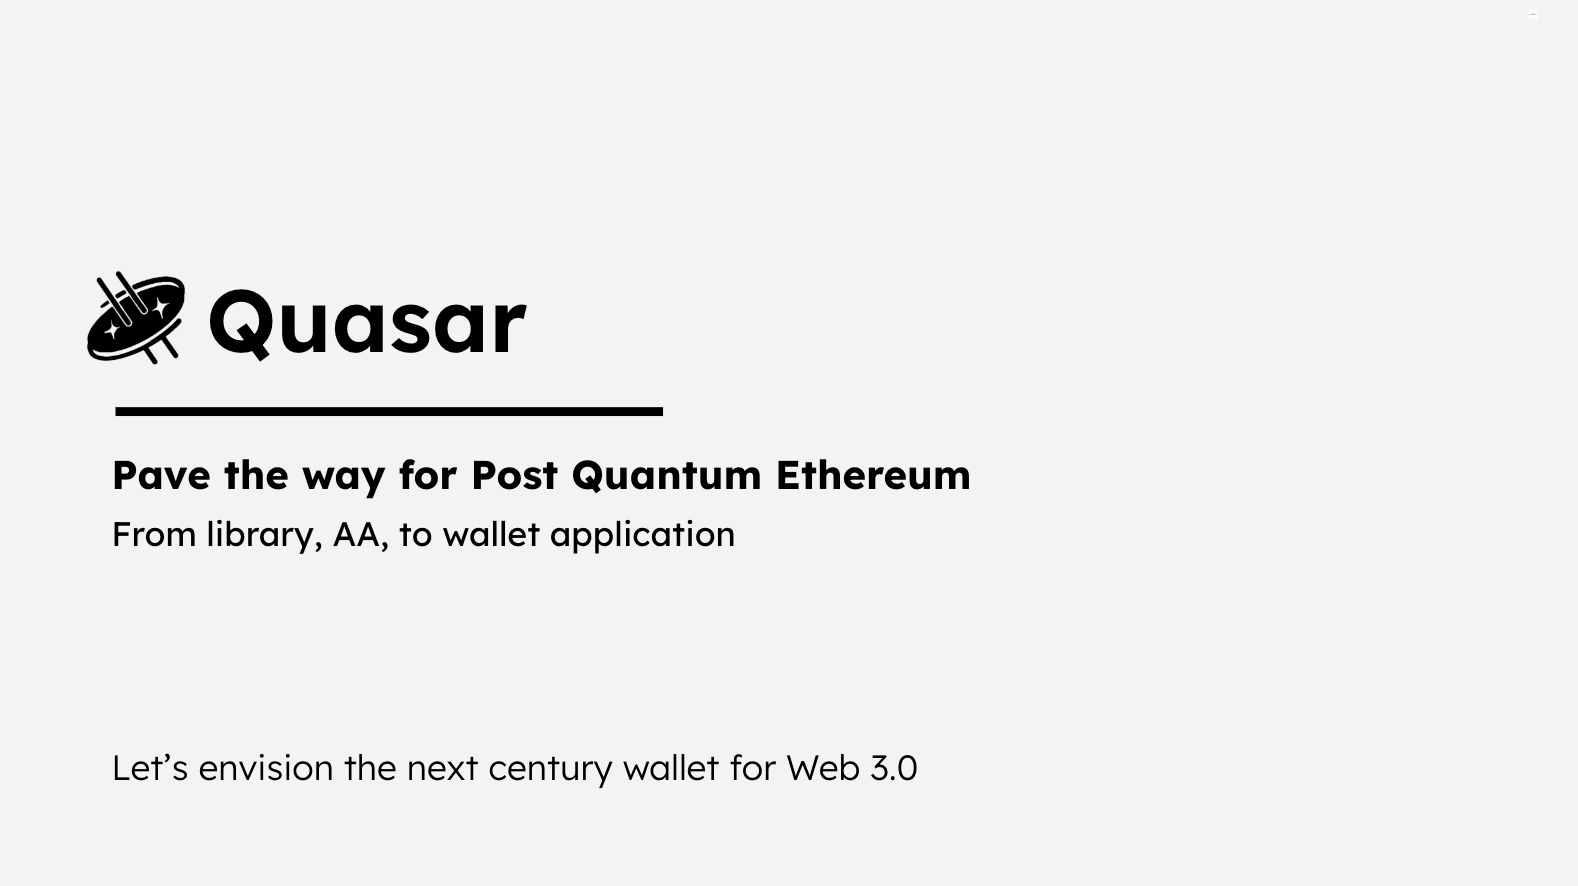 Quasar
Pave the way for Post Quantum Ethereum
From library, AA, to wallet application
Let’s envision the next century wallet for Web 3.0